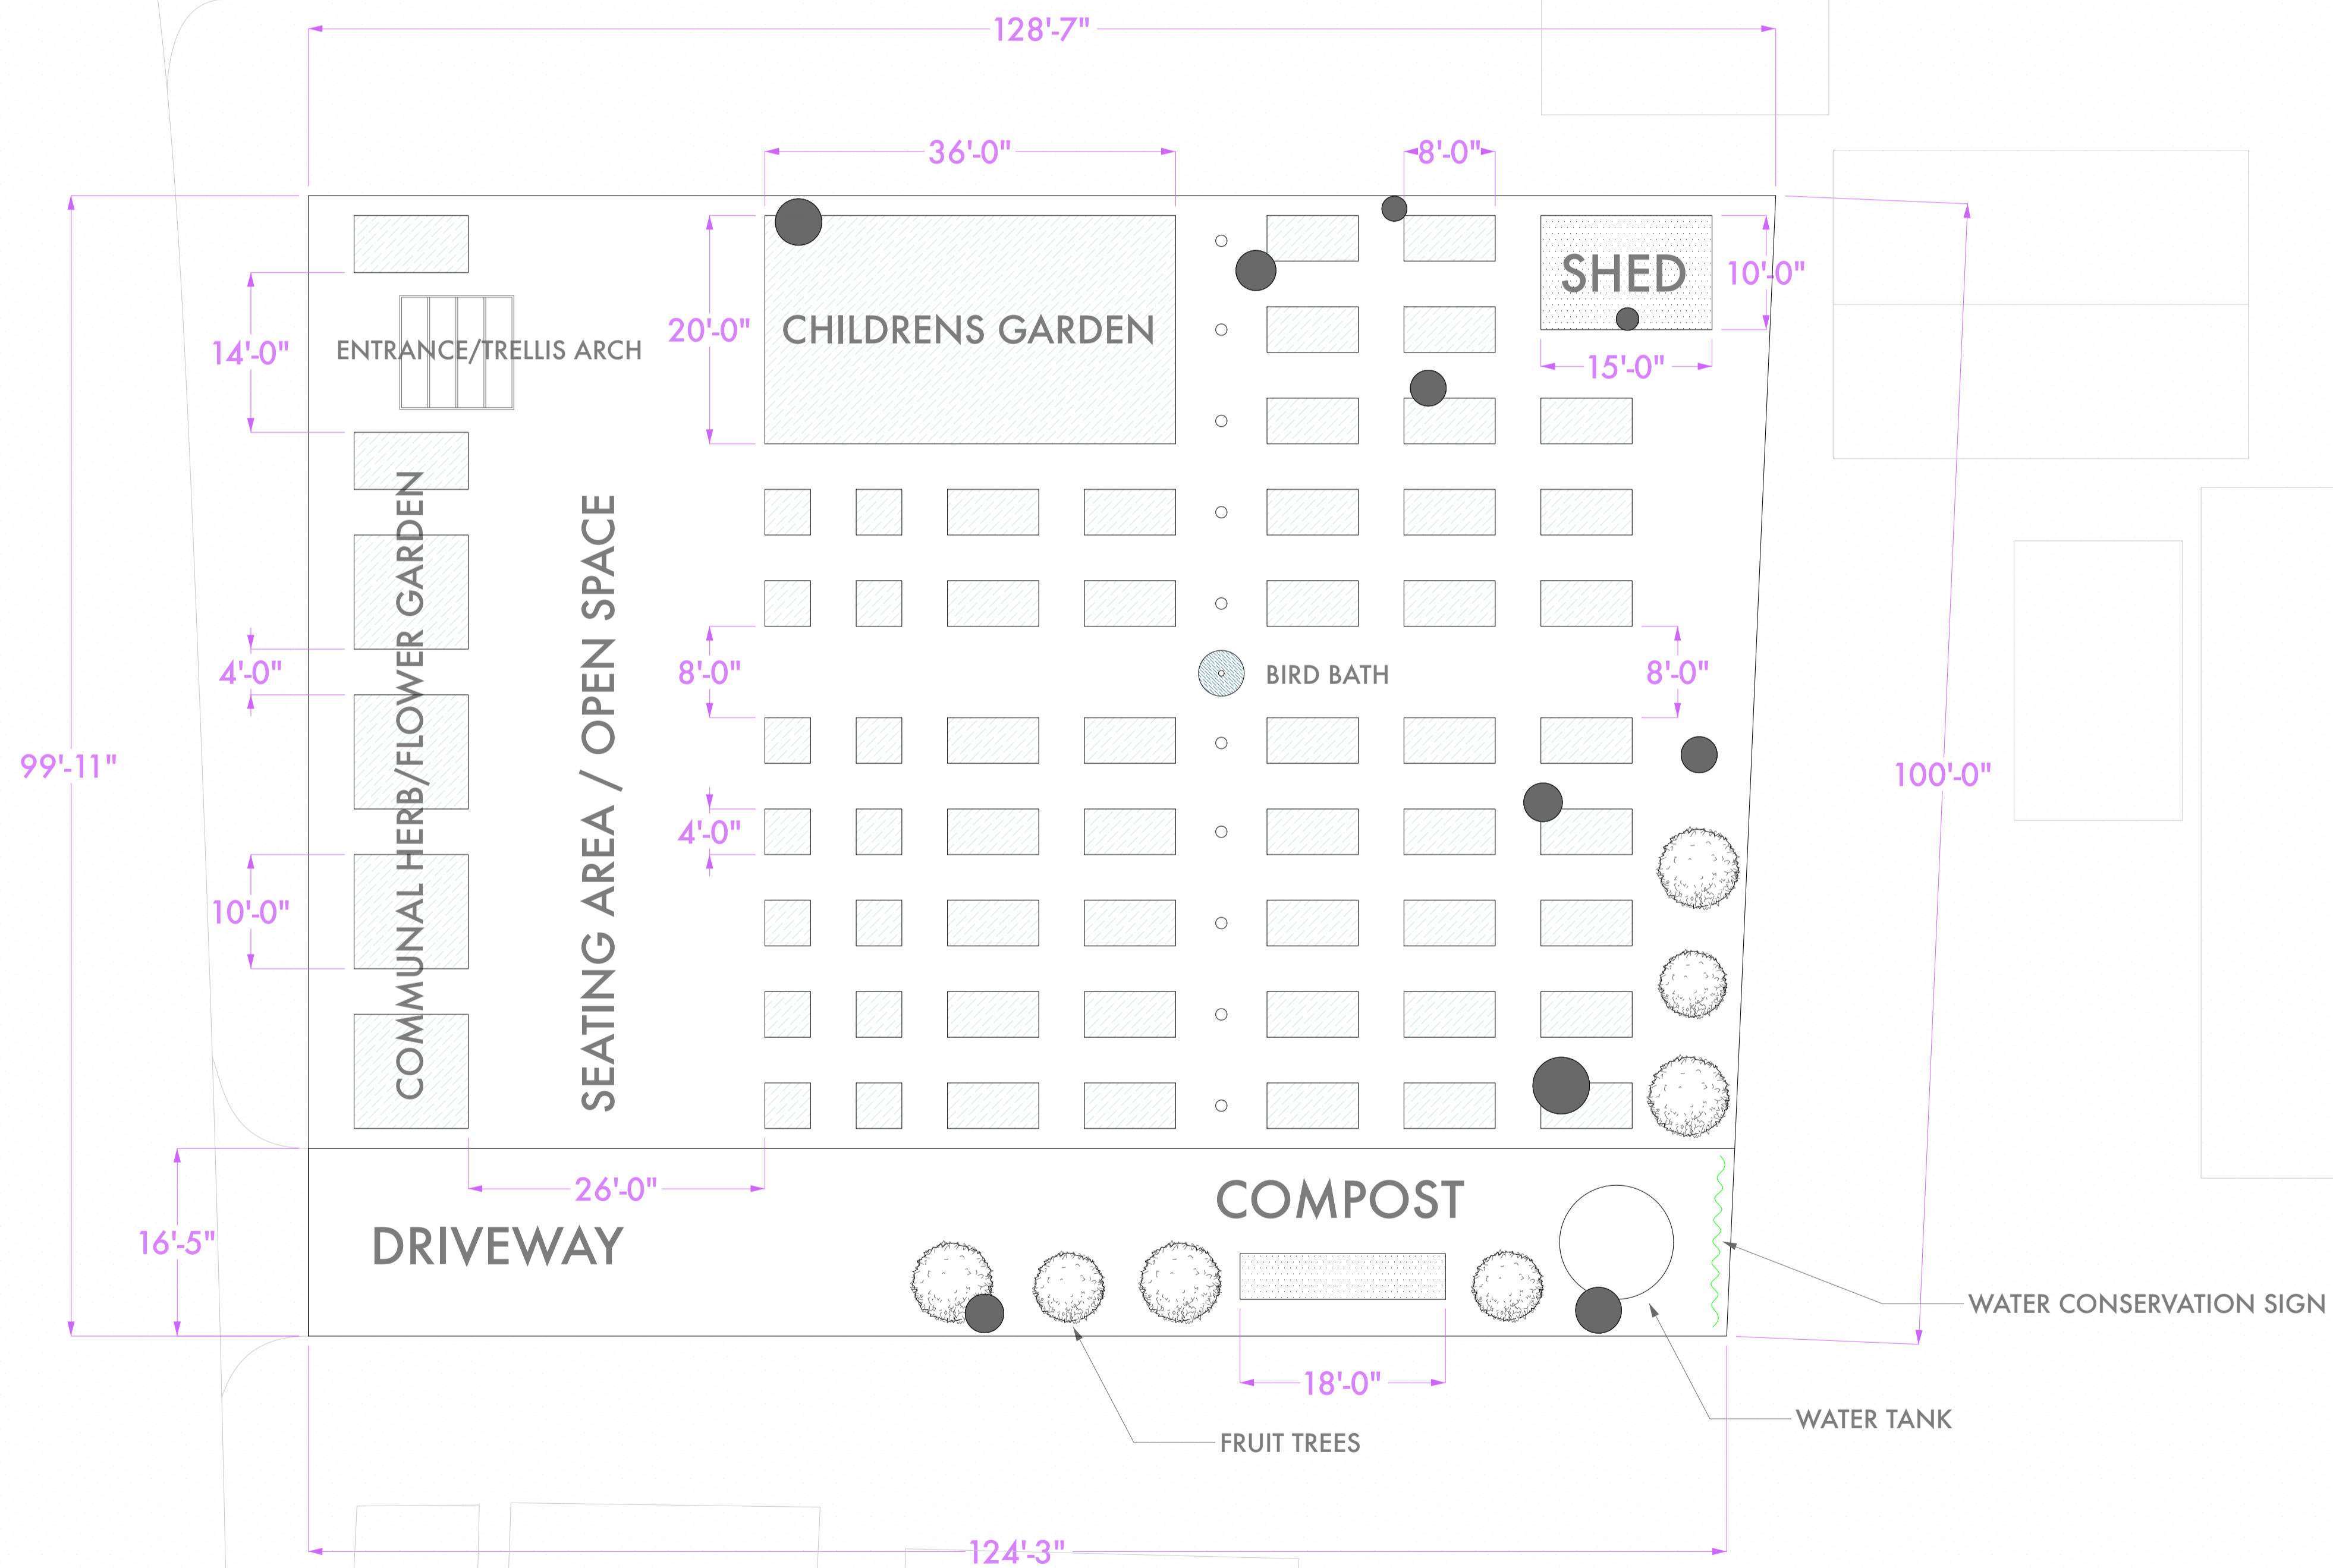 128'-7"
36'-0"
8'-0"
SHED
10'-0"
15'-0"
CHILDRENS GARDEN
20'-0"
ENTRANCE/TRELLIS ARCH
14'-0"
COMMUNAL HERB/FLOWER GARDEN
SEATING AREA / OPEN SPACE
4'-0"
8'-0"
BIRD BATH
8'-0"
99'-11"
100'-0"
4'-0"
10'-0"
26'-0"
COMPOST
16'-5"
DRIVEWAY
WATER CONSERVATION SIGN
18'-0"
WATER TANK
FRUIT TREES
124'-3"